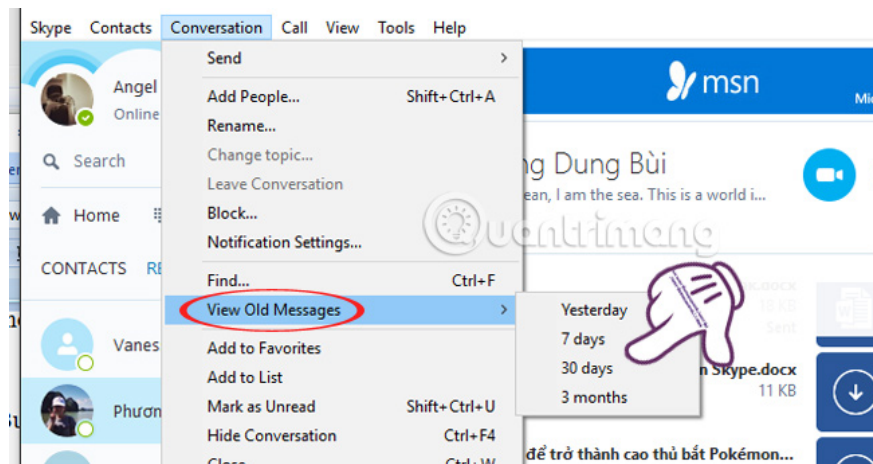 Skype Contacts Conversation Call View Tools Help
Angel
Online
Search
Home
CONTACTS
Vanes
Phươn
Send
Add People... Shift+Ctrl+A
Rename...
Change topic...
Leave Conversation
Block...
Notification Settings...
Find... Ctrl+F
View Old Messages
Add to Favorites
Add to List
Mark as Unread Shift+Ctrl+U
Hide Conversation Ctrl+F4
Close Ctrl+W
Yesterday
7 days
30 days
3 months
msn
ng Dung Bùi
ean, I am the sea. This is a world i...
Quantrimang
18 KB
Sent
n Skype.docx
11 KB
để trở thành cao thủ bắt Pokémon...